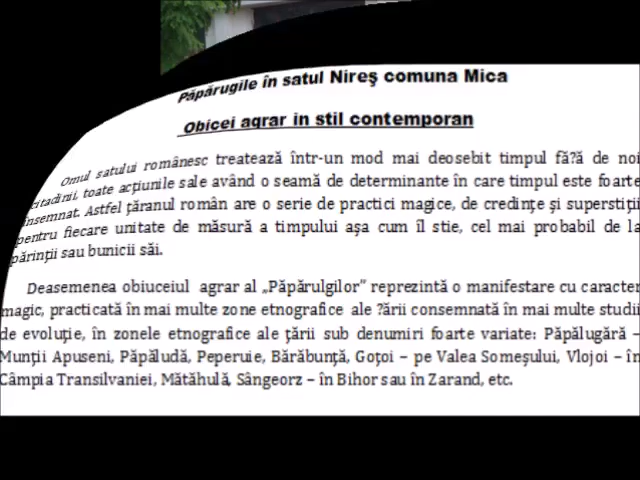 Păpărugile în satul Nireş comuna Mica
Obicei agrar in stil contemporan
Omul satului românesc treatează într-un mod mai deosebit timpul fă?ă de noi
citadinii, toate acţiunile sale având o seamă de determinante în care timpul este foarte
însemnat. Astfel ţăranul român are o serie de practici magice, de credinţe şi superstiţii
pentru fiecare unitate de măsură a timpului aşa cum îl stie, cel mai probabil de la
părinţii sau bunicii săi.
Deasemenea obiuceiul agrar al „Păpărulgilor” reprezintă o manifestare cu caracter
magic, practicată în mai multe zone etnografice ale ?ării consemnată în mai multe studii
de evoluţie, în zonele etnografice ale ţării sub denumiri foarte variate: Păpălugără –
Munţii Apuseni, Păpăludă, Peperuie, Bărăbunţă, Goţoi – pe Valea Someşului, Vlojoi – în
Câmpia Transilvaniei, Mătăhulă, Sângeorz – în Bihor sau în Zarand, etc.